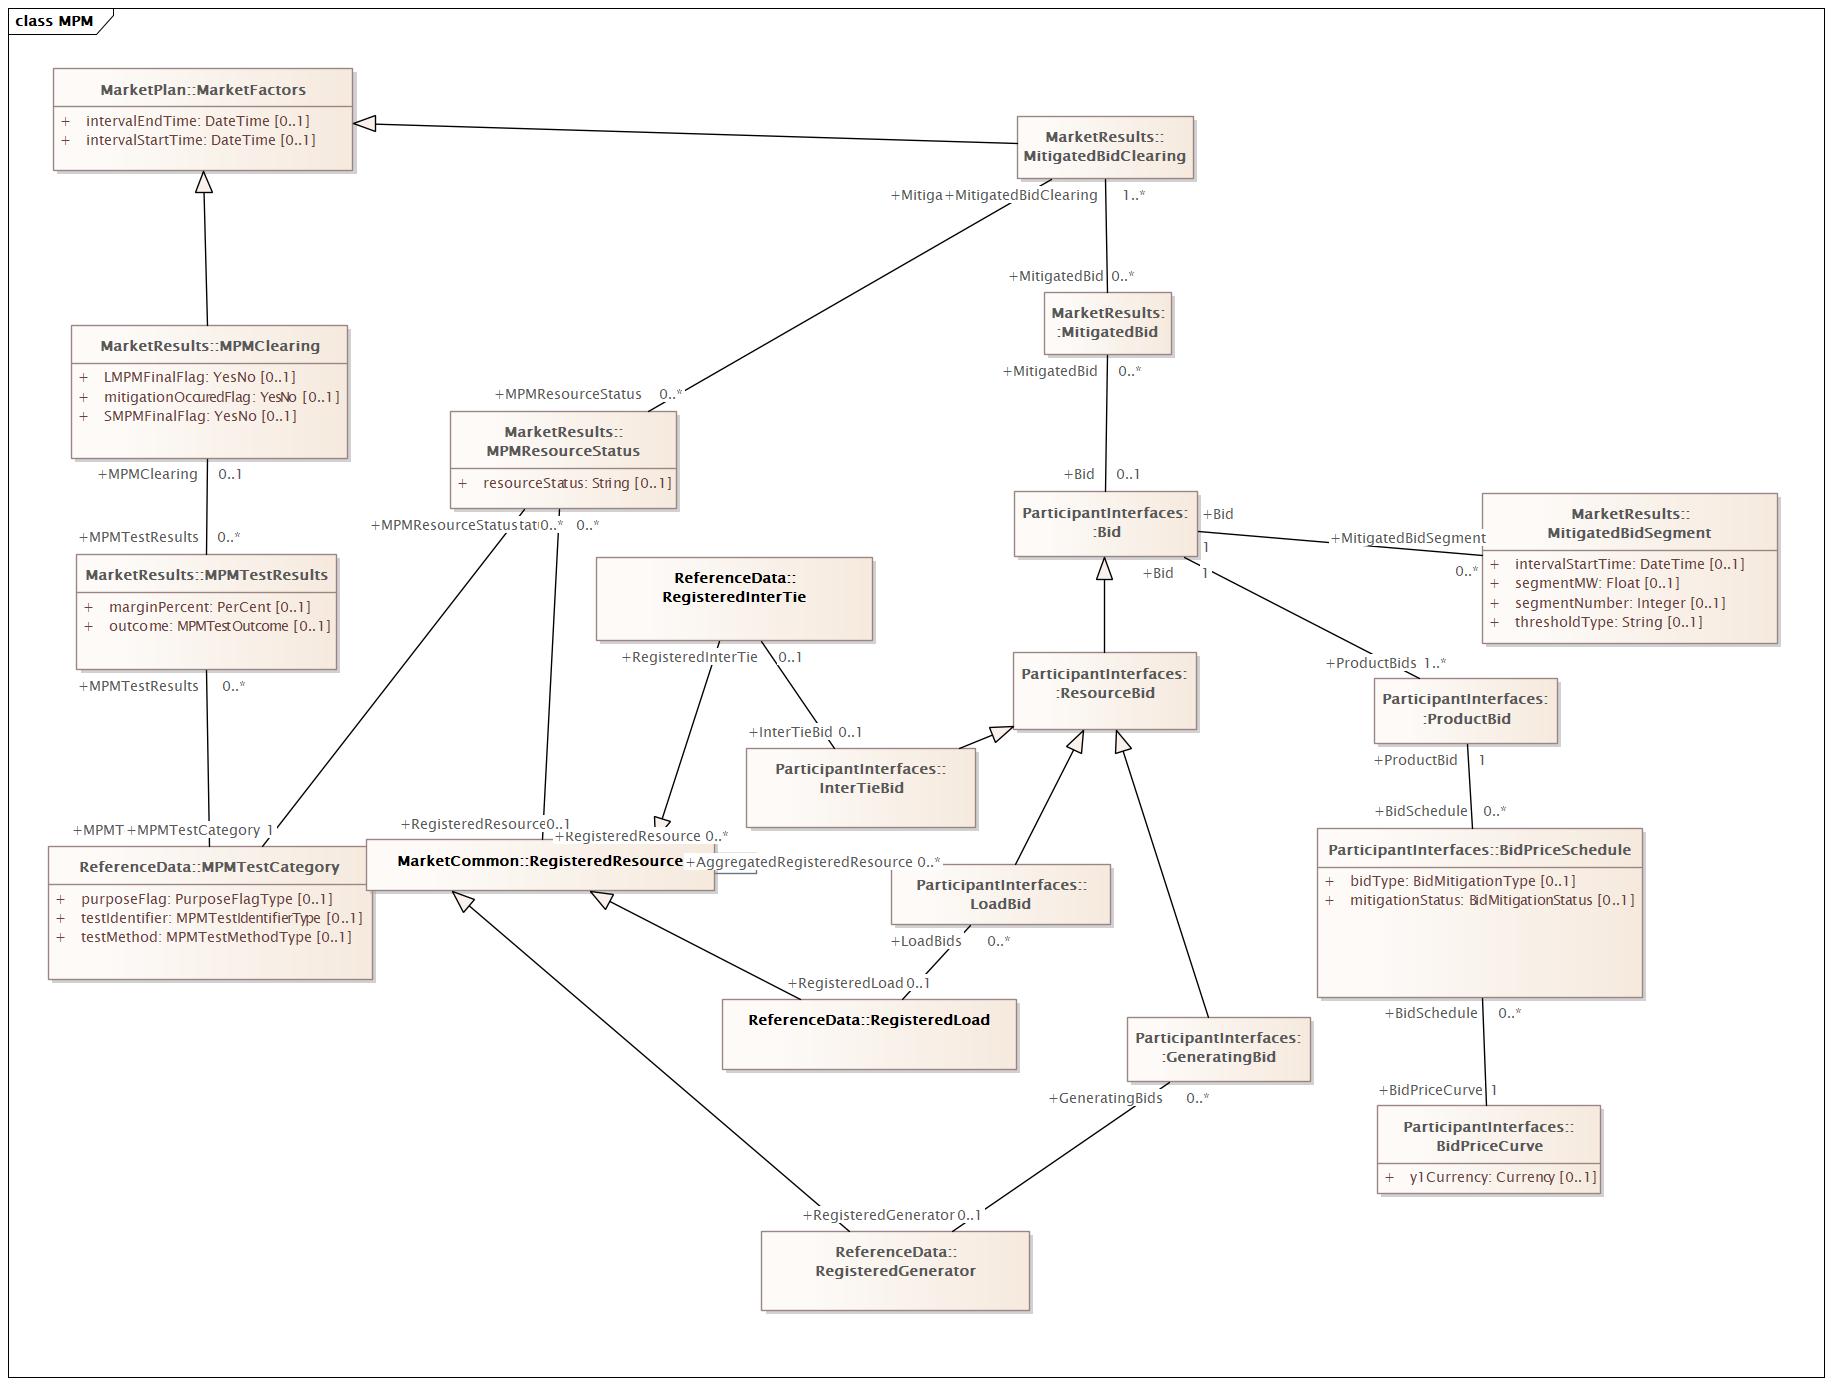 class MPM
MarketPlan::MarketFactors
+ intervalEndTime: DateTime [0..1]
+ intervalStartTime: DateTime [0..1]
MarketResults::
MitigatedBidClearing
+Mitiga
+MitigatedBidClearing
1..*
+MitigatedBid
0..*
MarketResults:
:MitigatedBid
+MitigatedBid
0..*
MarketResults::MPMClearing
+ LMPMFinalFlag: YesNo [0..1]
+ mitigationOccuredFlag: YesNo [0..1]
+ SMPMFinalFlag: YesNo [0..1]
+MPMClearing
0..1
+MPMResourceStatus
0..*
MarketResults::
MPMResourceStatus
+ resourceStatus: String [0..1]
+MPMResourceStatus
tat
0..*
0..*
+Bid
0..1
ParticipantInterfaces:
:Bid
+Bid
1
+MitigatedBidSegment
0..*
MarketResults::
MitigatedBidSegment
+ intervalStartTime: DateTime [0..1]
+ segmentMW: Float [0..1]
+ segmentNumber: Integer [0..1]
+ thresholdType: String [0..1]
+Bid
1
+MPMTestResults
0..*
MarketResults::MPMTestResults
+ marginPercent: PerCent [0..1]
+ outcome: MPMTestOutcome [0..1]
+MPMTestResults
0..*
ReferenceData::
RegisteredInterTie
+RegisteredInterTie
0..1
ParticipantInterfaces:
:ResourceBid
+ProductBids
1..*
ParticipantInterfaces:
:ProductBid
+ProductBid
1
+InterTieBid
0..1
ParticipantInterfaces::
InterTieBid
+BidSchedule
0..*
+MPMT
+MPMTestCategory
1
+RegisteredResource
0..1
+RegisteredResource
0..*
ReferenceData::MPMTestCategory
+ purposeFlag: PurposeFlagType [0..1]
+ testIdentifier: MPMTestIdentifierType [0..1]
+ testMethod: MPMTestMethodType [0..1]
MarketCommon::RegisteredResource
+AggregatedRegisteredResource
0..*
ParticipantInterfaces::
LoadBid
+LoadBids
0..*
ParticipantInterfaces::BidPriceSchedule
+ bidType: BidMitigationType [0..1]
+ mitigationStatus: BidMitigationStatus [0..1]
+RegisteredLoad
0..1
ReferenceData::RegisteredLoad
+BidSchedule
0..*
ParticipantInterfaces:
:GeneratingBid
+GeneratingBids
0..*
+BidPriceCurve
1
ParticipantInterfaces::
BidPriceCurve
+ y1Currency: Currency [0..1]
+RegisteredGenerator
0..1
ReferenceData::
RegisteredGenerator